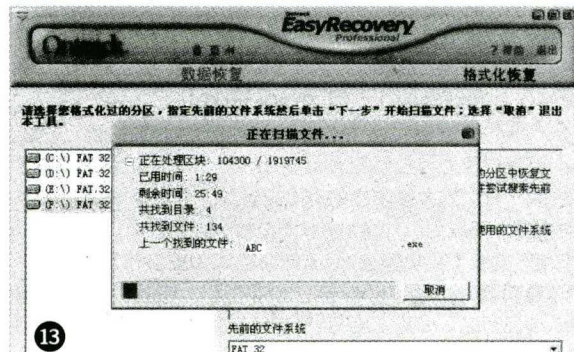 EasyRecovery
Professional
Ontrack
首页
? 帮助 退出
数据恢复
格式化恢复
请选择您格式化过的分区，指定先前的文件系统然后单击“下一步”开始扫描文件；选择“取消”退出
本工具。
正在扫描文件...
(C:\) FAT 32
(D:\) FAT 32
(E:\) FAT.32
(F:\) FAT 32
正在处理区块: 104300 / 1919745
已用时间: 1:29
剩余时间: 25:49
共找到目录: 4
共找到文件: 134
上一个找到的文件: ABC .exe
的分区中恢复文
尝试搜索先前
使用的文件系统
取消
先前的文件系统
FAT 32
13